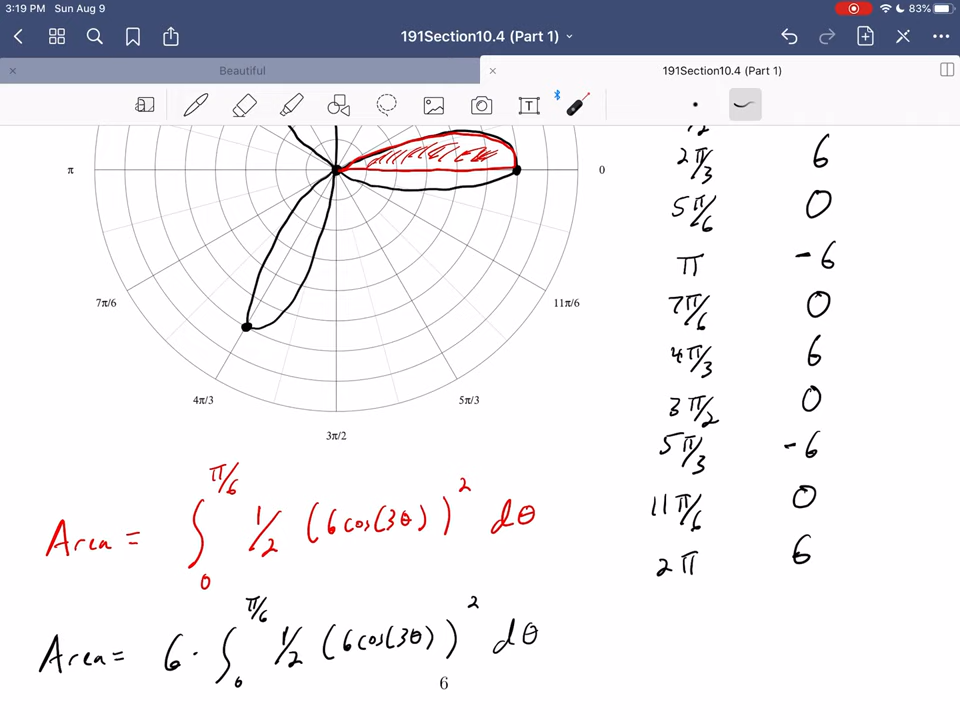 3:19 PM Sun Aug 9
83%
191Section10.4 (Part 1)
Beautiful
191Section10.4 (Part 1)
T
π
0
7π/6
11π/6
4π/3
5π/3
3π/2
2π/3 6
5π/6 0
π -6
7π/6 0
4π/3 6
3π/2 0
5π/3 -6
11π/6 0
2π 6
Area = ∫₀^(π/6) 1/2 (6cos(3θ))² dθ
Area = 6 · ∫₀^(π/6) 1/2 (6cos(3θ))² dθ
6